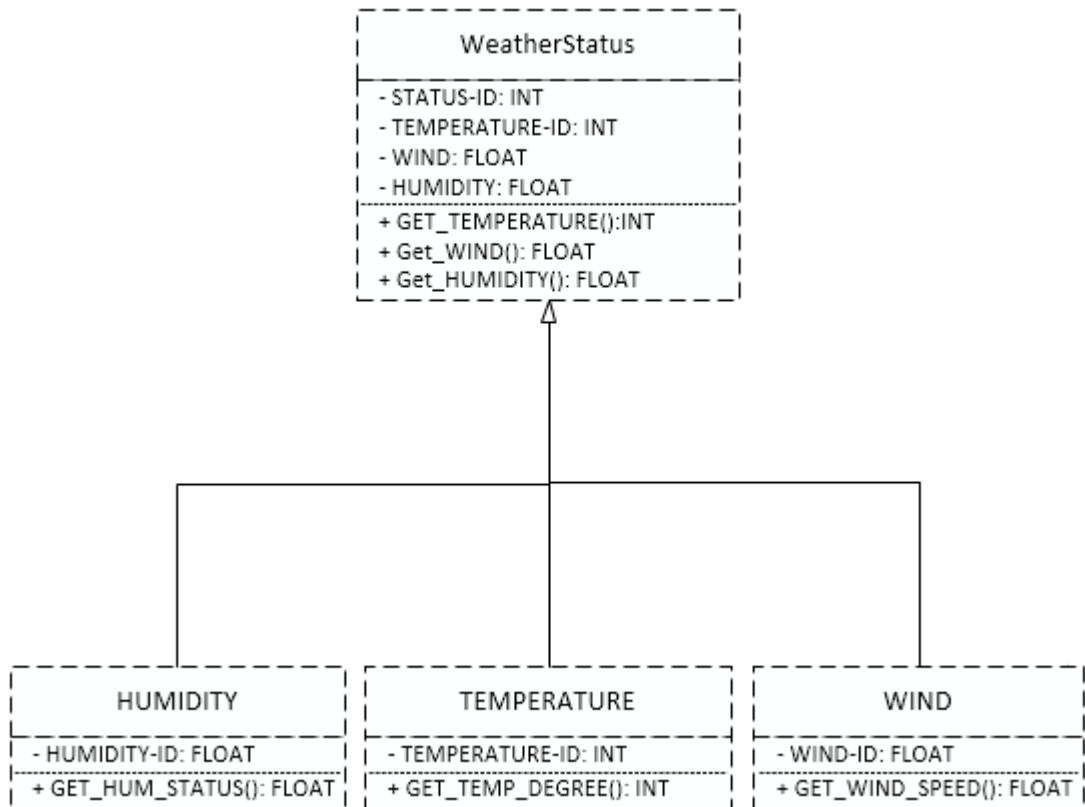 WeatherStatus
- STATUS-ID: INT
- TEMPERATURE-ID: INT
- WIND: FLOAT
- HUMIDITY: FLOAT
+ GET_TEMPERATURE():INT
+ Get_WIND(): FLOAT
+ Get_HUMIDITY(): FLOAT
HUMIDITY
- HUMIDITY-ID: FLOAT
+ GET_HUM_STATUS(): FLOAT
TEMPERATURE
- TEMPERATURE-ID: INT
+ GET_TEMP_DEGREE(): INT
WIND
- WIND-ID: FLOAT
+ GET_WIND_SPEED(): FLOAT